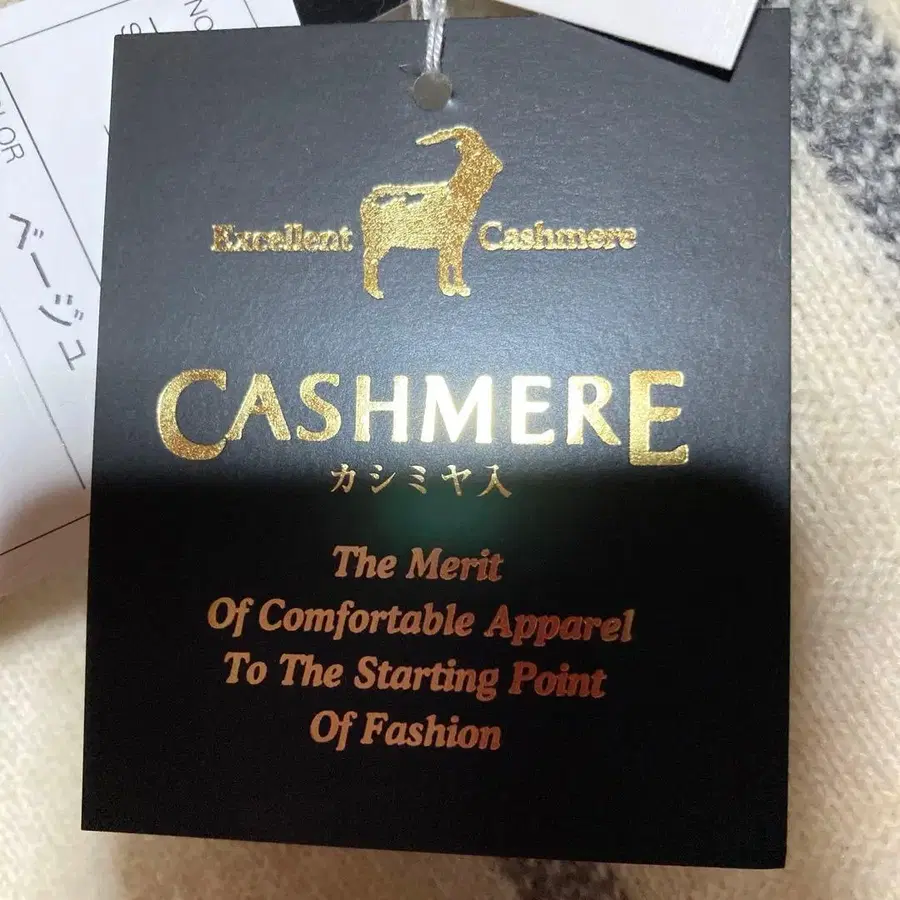 Excellent Cashmere
CASHMERE
カシミヤ入
The Merit
Of Comfortable Apparel
To The Starting Point
Of Fashion
ベージュ